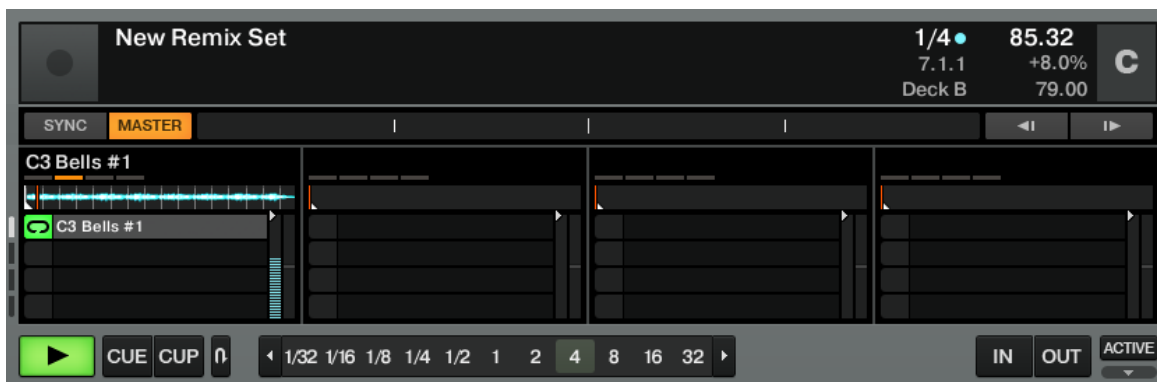 New Remix Set
1/4 85.32
7.1.1 +8.0%
Deck B 79.00
C
SYNC MASTER
C3 Bells #1
C3 Bells #1
CUE CUP 1/32 1/16 1/8 1/4 1/2 1 2 4 8 16 32 IN OUT ACTIVE